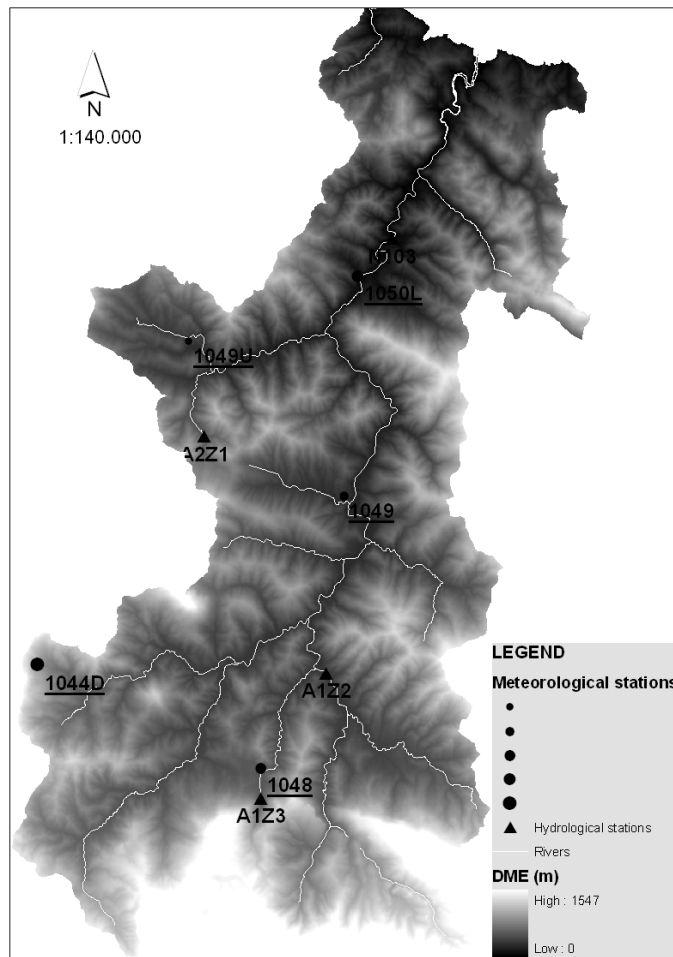 N
1:140.000
1050L
1049U
A2Z1
1049
1044D
A1Z2
1048
A1Z3
LEGEND
Meteorological stations
Hydrological stations
Rivers
DME (m)
High : 1547
Low : 0